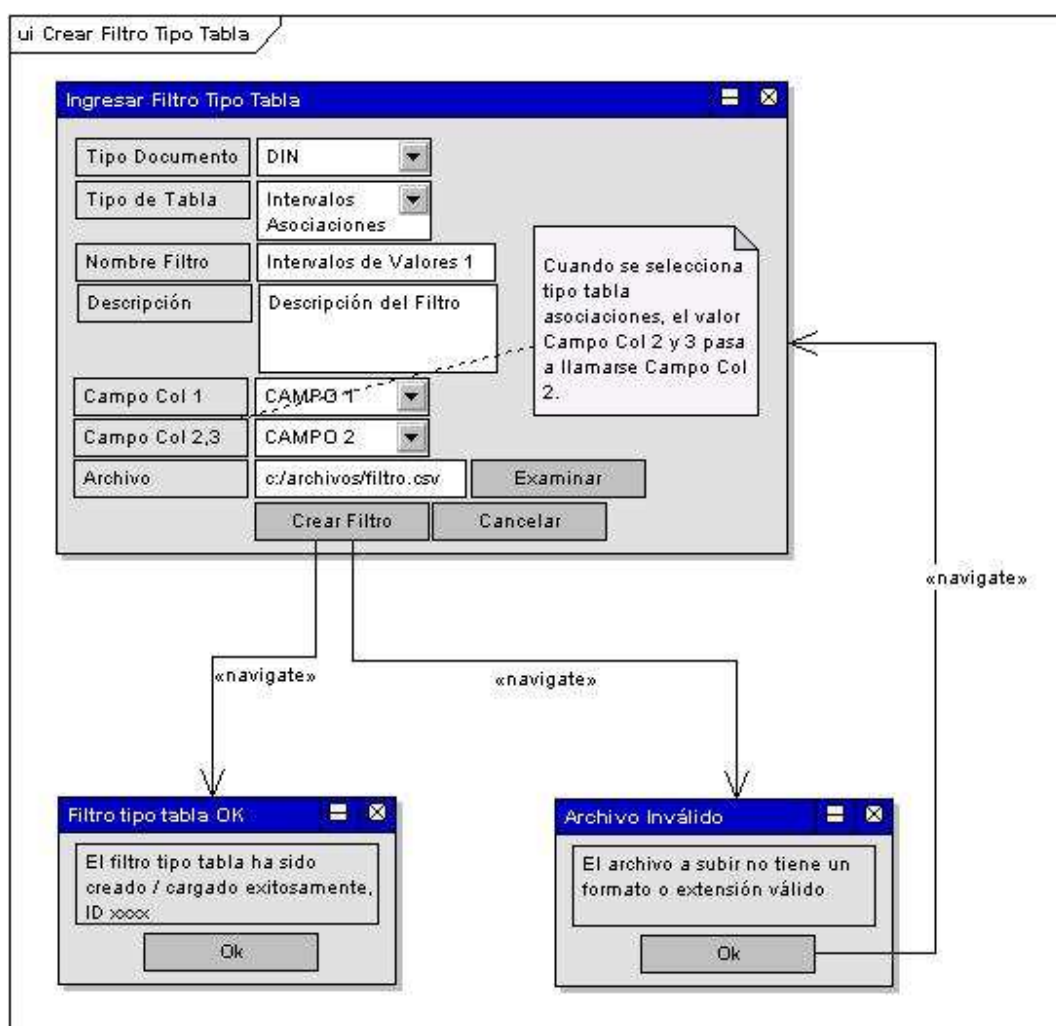 ui Crear Filtro Tipo Tabla
Ingresar Filtro Tipo Tabla
Tipo Documento
DIN
Tipo de Tabla
Intervalos
Asociaciones
Nombre Filtro
Intervalos de Valores 1
Descripción
Descripción del Filtro
Cuando se selecciona
tipo tabla
asociaciones, el valor
Campo Col 2 y 3 pasa
a llamarse Campo Col
2.
Campo Col 1
CAMPO 1
Campo Col 2,3
CAMPO 2
Archivo
c:/archivos/filtro.csv
Examinar
Crear Filtro
Cancelar
«navigate»
«navigate»
«navigate»
Filtro tipo tabla OK
El filtro tipo tabla ha sido
creado / cargado exitosamente,
ID xxxx
Ok
Archivo Inválido
El archivo a subir no tiene un
formato o extensión válido
Ok